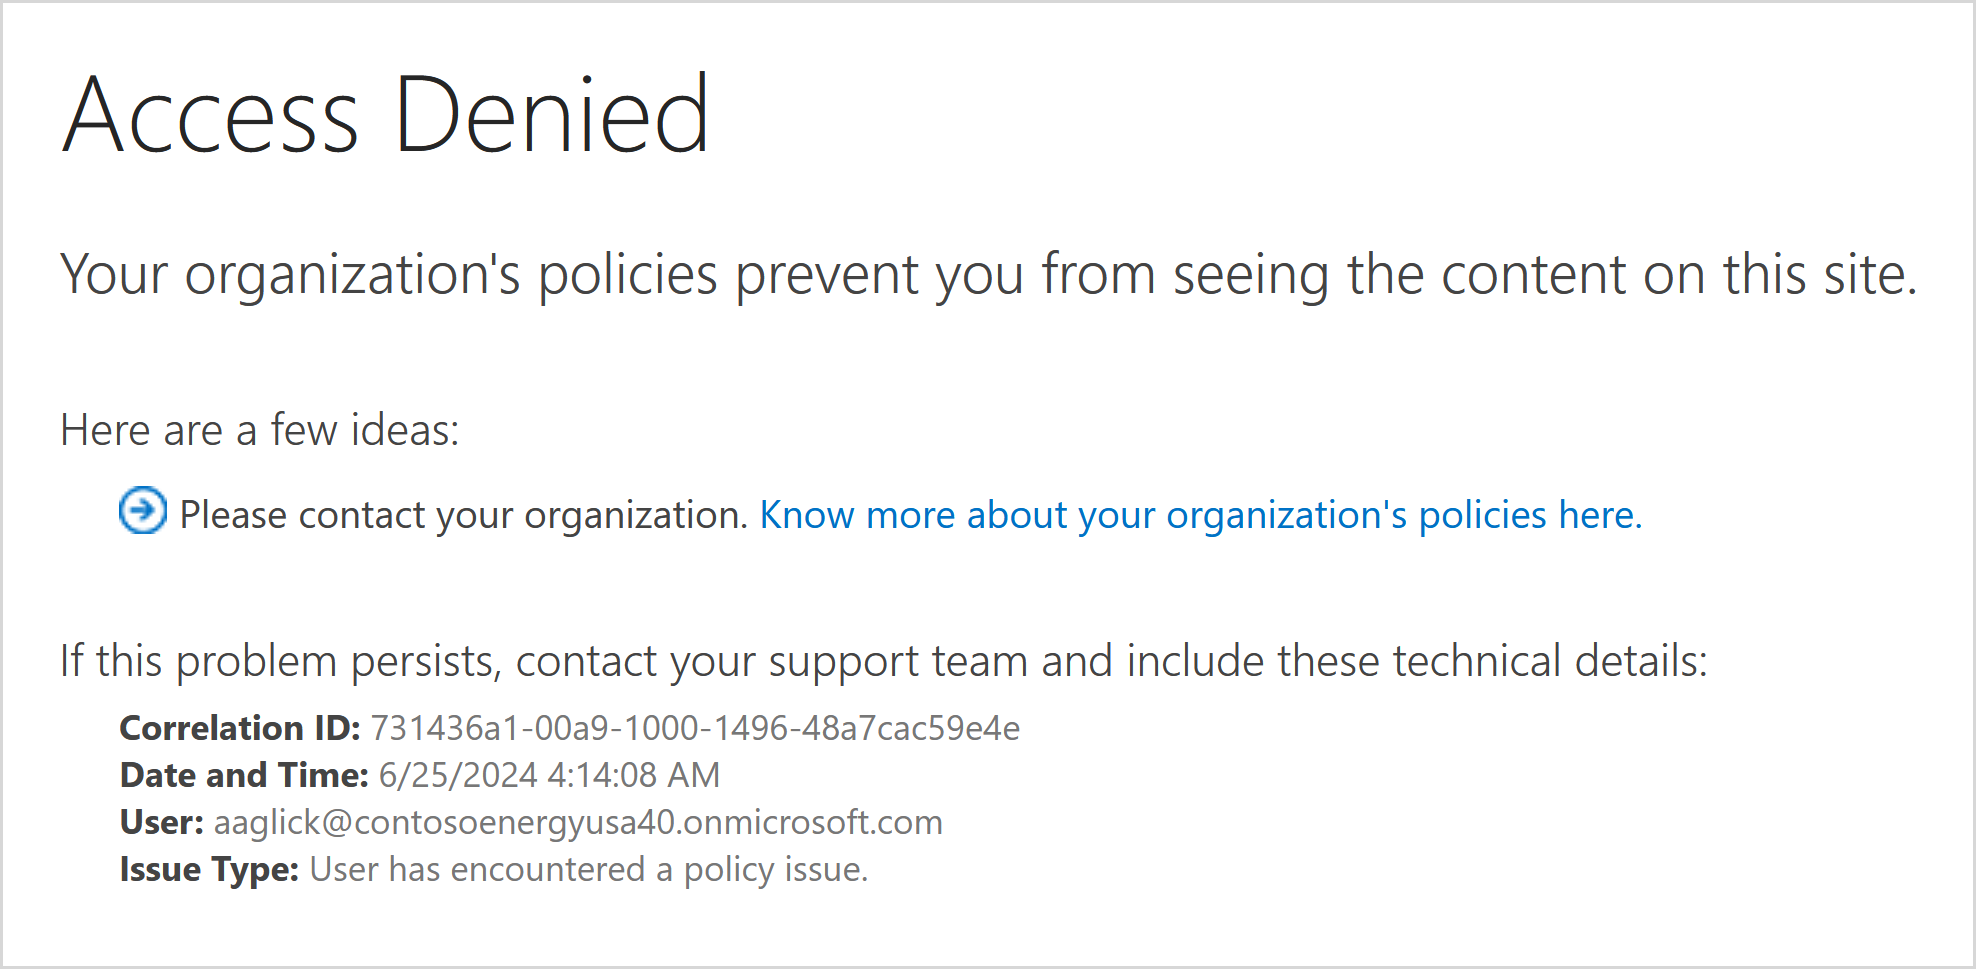 Access Denied
Your organization's policies prevent you from seeing the content on this site.
Here are a few ideas:
Please contact your organization. Know more about your organization's policies here.
If this problem persists, contact your support team and include these technical details:
Correlation ID: 731436a1-00a9-1000-1496-48a7cac59e4e
Date and Time: 6/25/2024 4:14:08 AM
User: aaglick@contosoenergyusa40.onmicrosoft.com
Issue Type: User has encountered a policy issue.